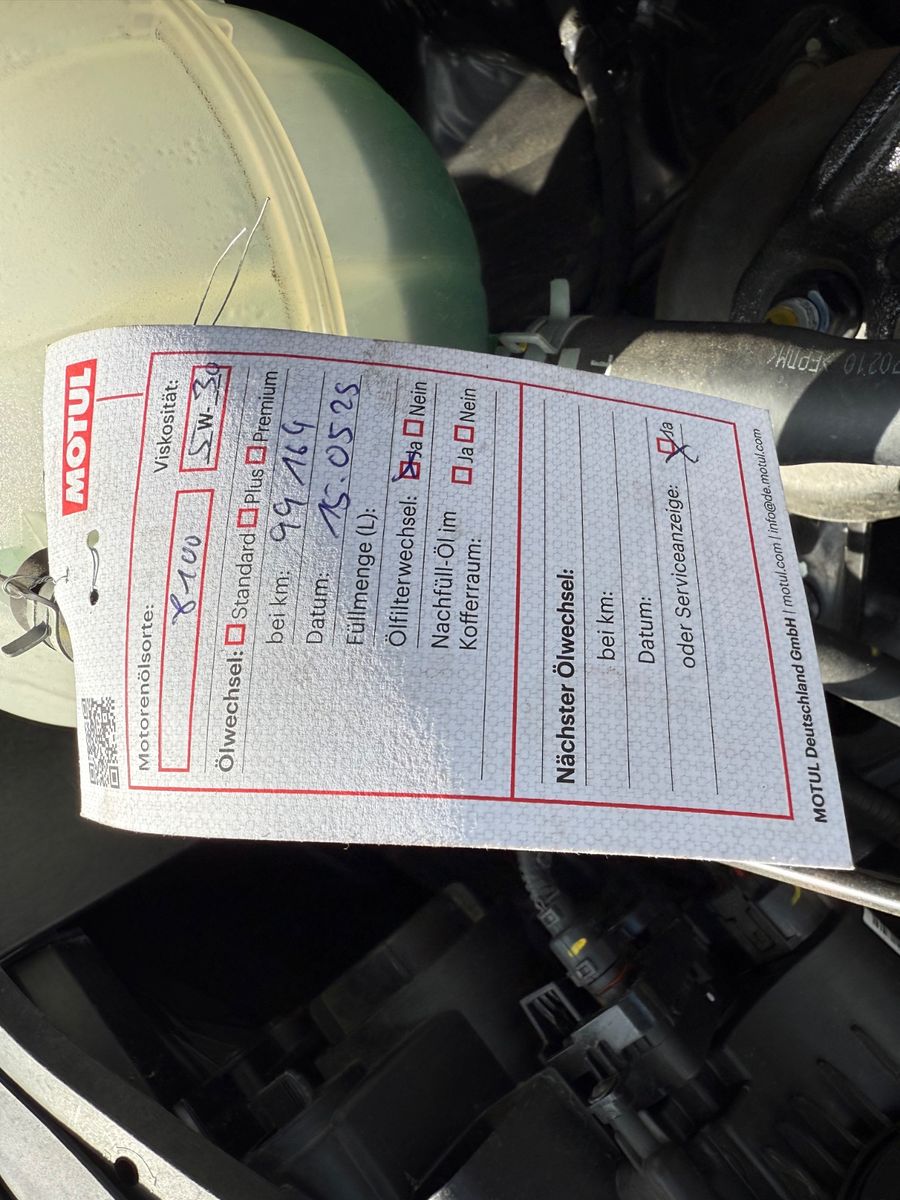 MOTUL
Motorenölsorte: Viskosität:
8100 5W-30
Ölwechsel: Standard Plus Premium
bei km: 99 164
Datum: 15.05 25
Füllmenge (L):
Ölfilterwechsel: Ja Nein
Nachfüll-Öl im
Kofferraum: Ja Nein
Nächster Ölwechsel:
bei km:
Datum:
oder Serviceanzeige: Ja
MOTUL Deutschland GmbH | motul.com | info@de.motul.com